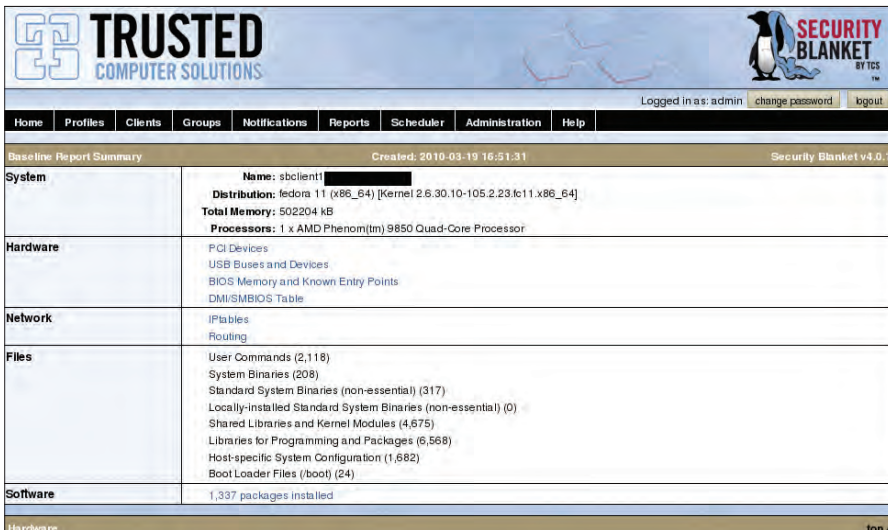 TRUSTED
COMPUTER SOLUTIONS
SECURITY
BLANKET
BY TCS
TM
Logged in as: admin change password logout
Home Profiles Clients Groups Notifications Reports Scheduler Administration Help
Baseline Report Summary Created: 2010-03-19 16:51:31 Security Blanket v4.0.
System
Name: sbclient1
Distribution: fedora 11 (x86_64) [Kernel 2.6.30.10-105.2.23.fc11.x86_64]
Total Memory: 502204 kB
Processors: 1 x AMD Phenom(tm) 9850 Quad-Core Processor
Hardware
PCI Devices
USB Buses and Devices
BIOS Memory and Known Entry Points
DMI/SMBIOS Table
Network
IPtables
Routing
Files
User Commands (2,118)
System Binaries (208)
Standard System Binaries (non-essential) (317)
Locally-installed Standard System Binaries (non-essential) (0)
Shared Libraries and Kernel Modules (4,675)
Libraries for Programming and Packages (6,568)
Host-specific System Configuration (1,682)
Boot Loader Files (/boot) (24)
Software
1,337 packages installed
Hardware top